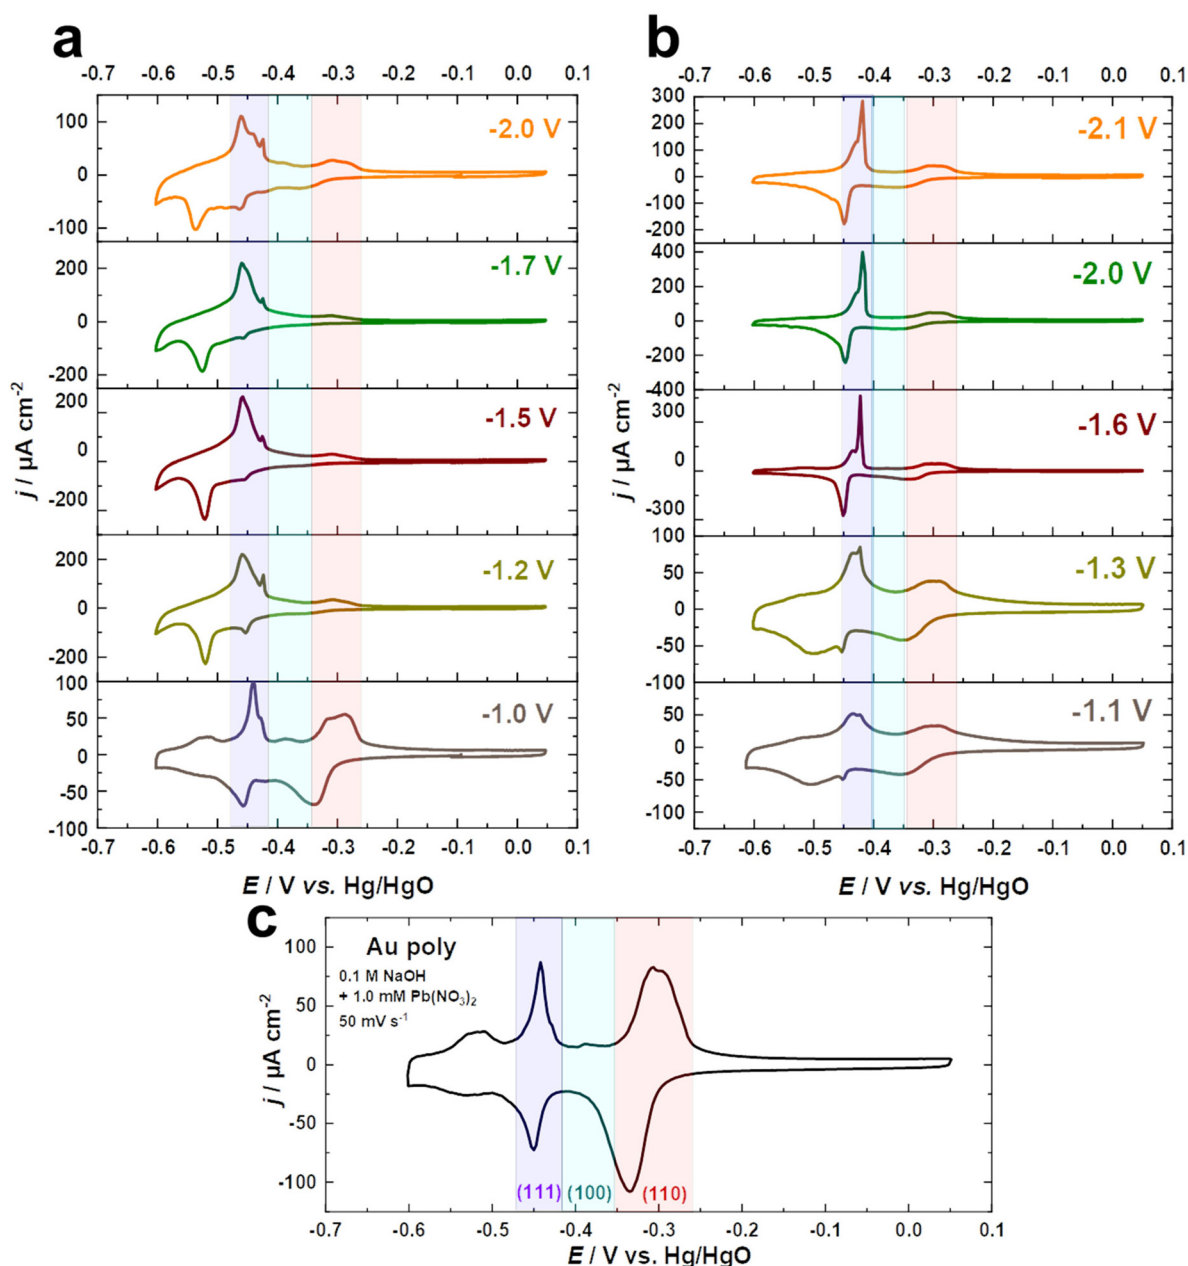 a
-0.7 -0.6 -0.5 -0.4 -0.3 -0.2 -0.1 0.0 0.1
-2.0 V
100
0
-100
-1.7 V
200
0
-200
-1.5 V
200
0
-200
-1.2 V
200
0
-200
-1.0 V
100
50
0
-50
-100
j / µA cm-2
-0.7 -0.6 -0.5 -0.4 -0.3 -0.2 -0.1 0.0 0.1
E / V vs. Hg/HgO
b
-0.7 -0.6 -0.5 -0.4 -0.3 -0.2 -0.1 0.0 0.1
-2.1 V
300
200
100
0
-100
-200
-2.0 V
400
200
0
-200
-400
-1.6 V
300
0
-300
-1.3 V
100
50
0
-50
-100
-1.1 V
100
50
0
-50
-100
j / µA cm-2
-0.7 -0.6 -0.5 -0.4 -0.3 -0.2 -0.1 0.0 0.1
E / V vs. Hg/HgO
c
Au poly
0.1 M NaOH
+ 1.0 mM Pb(NO3)2
50 mV s-1
100
50
0
-50
-100
j / µA cm-2
(111) (100) (110)
-0.7 -0.6 -0.5 -0.4 -0.3 -0.2 -0.1 0.0 0.1
E / V vs. Hg/HgO